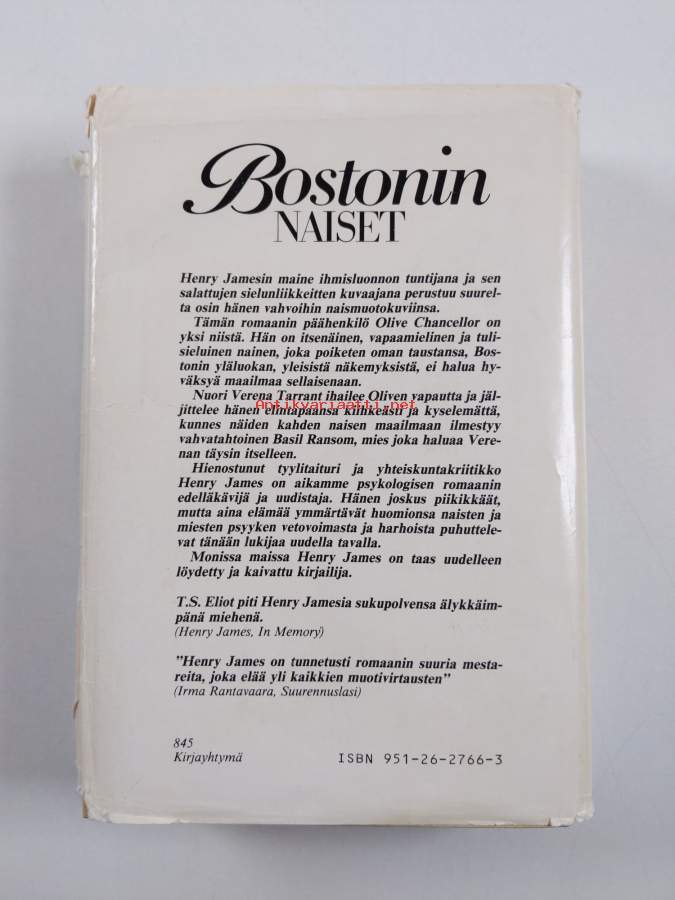 Bostonin
NAISET
Henry Jamesin maine ihmisluonnon tuntijana ja sen
salattujen sielunliikkeitten kuvaajana perustuu suurel-
ta osin hänen vahvoihin naismuotokuviinsa.
Tämän romaanin päähenkilö Olive Chancellor on
yksi niistä. Hän on itsenäinen, vapaamielinen ja tuli-
sieluinen nainen, joka poiketen oman taustansa, Bos-
tonin yläluokan, yleisistä näkemyksistä, ei halua hy-
väksyä maailmaa sellaisenaan.
Nuori Verena Tarrant ihailee Oliven vapautta ja jäl-
jittelee hänen elintapaansa kiihkeästi ja kyselemättä,
antikvariaatti.net
kunnes näiden kahden naisen maailmaan ilmestyy
vahvatahtoinen Basil Ransom, mies joka haluaa Vere-
nan täysin itselleen.
Hienostunut tyylitaituri ja yhteiskuntakriitikko
Henry James on aikamme psykologisen romaanin
edelläkävijä ja uudistaja. Hänen joskus piikikkäät,
mutta aina elämää ymmärtävät huomionsa naisten ja
miesten psyyken vetovoimasta ja harhoista puhuttele-
vat tänään lukijaa uudella tavalla.
Monissa maissa Henry James on taas uudelleen
löydetty ja kaivattu kirjailija.
T.S. Eliot piti Henry Jamesia sukupolvensa älykkäim-
pänä miehenä.
(Henry James, In Memory)
"Henry James on tunnetusti romaanin suuria mesta-
reita, joka elää yli kaikkien muotivirtausten"
(Irma Rantavaara, Suurennuslasi)
845
Kirjayhtymä
ISBN 951-26-2766-3